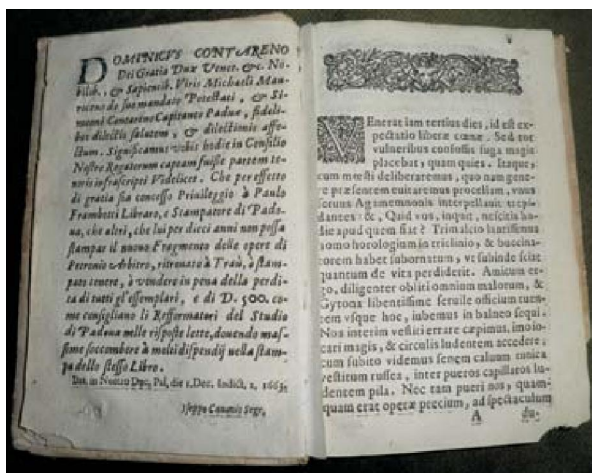 DOMINICVS CONTARENO
Dei Gratia Dux Venet. &c. No-
bilib., & Sapientib. Viris Michaeli Mau-
roceno de suo mandato Potestati, & Si-
moni Contareno Capitaneo Paduæ, fideli-
bus dilectis salutem, & dilectionis affe-
ctum. Significamus vobis hodie in Consilio
Nostro Rogatorum captam fuisse partem te-
noris infrascripti Videlicet. Che per effetto
di gratia sia concesso Priuileggio à Paulo
Frambotti Libraro, e Stampatore di Pado-
ua, che altri, che lui per dieci anni non possa
stampar il nuouo Fragmento delle opere di
Petronio Arbitro, ritrouato à Traù, ò stam-
pato tenere, ò vendere in pena della perdi-
ta di tutti gl'essemplari, e di D. 500. co-
me consigliano li Reformatori del Studio
di Padoua nelle risposte lette, douendo mas-
sime soccombere à molti dispendij nella stam-
pa dello stesso Libro.
Dat. in Nostro Duc. Pal. die 1. Dec. Indict. 2. 1663.
Iseppo Segr.
VEnerat iam tertius dies, id est ex-
pectatio liberæ cœnæ. Sed tot
vulneribus confossis fuga magis
placebat, quam quies. Itaque,
cum mæsti deliberaremus, quo nam gene-
re præsentem euitaremus procellam, vnus
seruus Agamemnonis interpellauit trepi-
dantes: &, Quid vos, inquit, nescitis ho-
die apud quem fiat? Trimalcio lautissimus
homo horologium in triclinio, & buccina-
torem habet subornatum, vt subinde sciat
quantum de vita perdiderit. Amicimur er-
go, diligenter obliti omnium malorum, &
Gytona libentissime seruile officium tuen-
tem vsque hoc, iubemus in balneo sequi.
Nos interim vestiti errare cœpimus, imo io-
cari magis, & circulis ludentem accedere,
cum subito videmus senem caluum tunica
vestitum russea, inter pueros capillatos lu-
dentem pila. Nec tam pueri nos, quam-
quam erat operæ precium, ad spectaculum
A du-